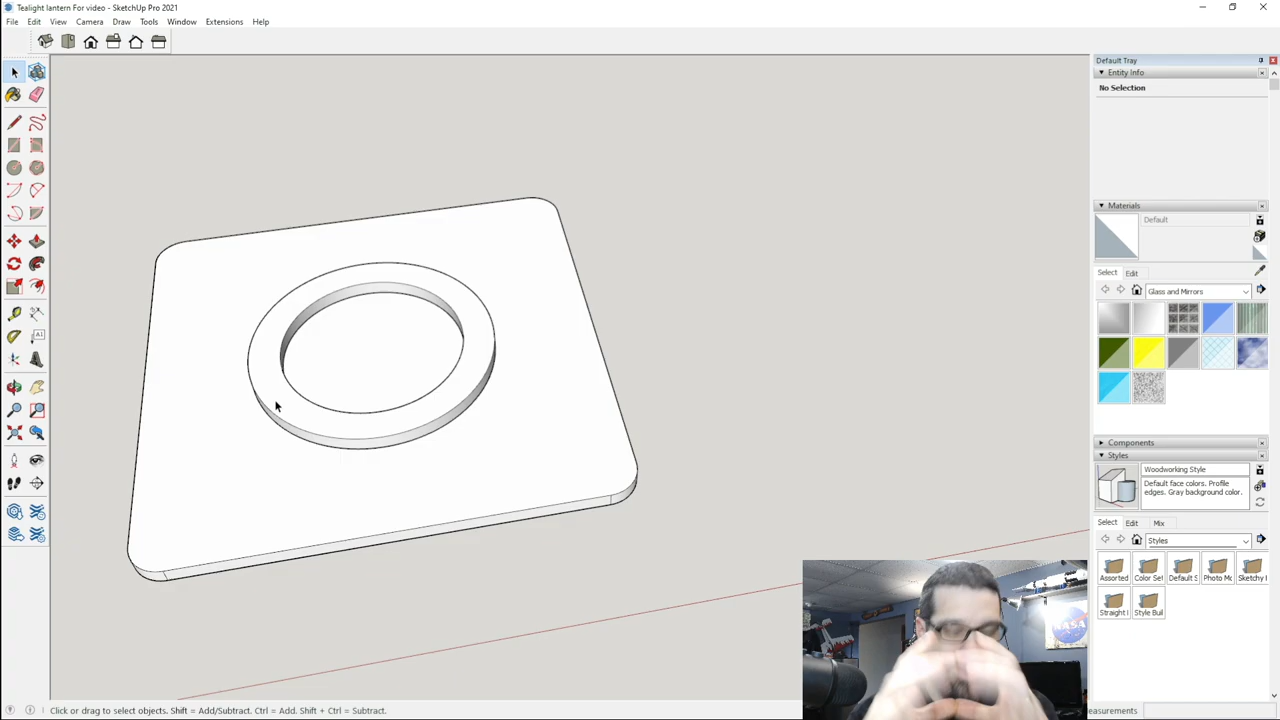 Tealight lantern For video - SketchUp Pro 2021
File Edit View Camera Draw Tools Window Extensions Help
Default Tray
Entity Info
No Selection
Materials
Default
Select Edit
Glass and Mirrors
Components
Styles
Woodworking Style
Default face colors. Profile
edges. Gray background color.
Select Edit Mix
Styles
Assorted Color Set Default S Photo Mo Sketchy
Straight Style Buil
NASA
Click or drag to select objects. Shift = Add/Subtract. Ctrl = Add. Shift + Ctrl = Subtract.
easurements